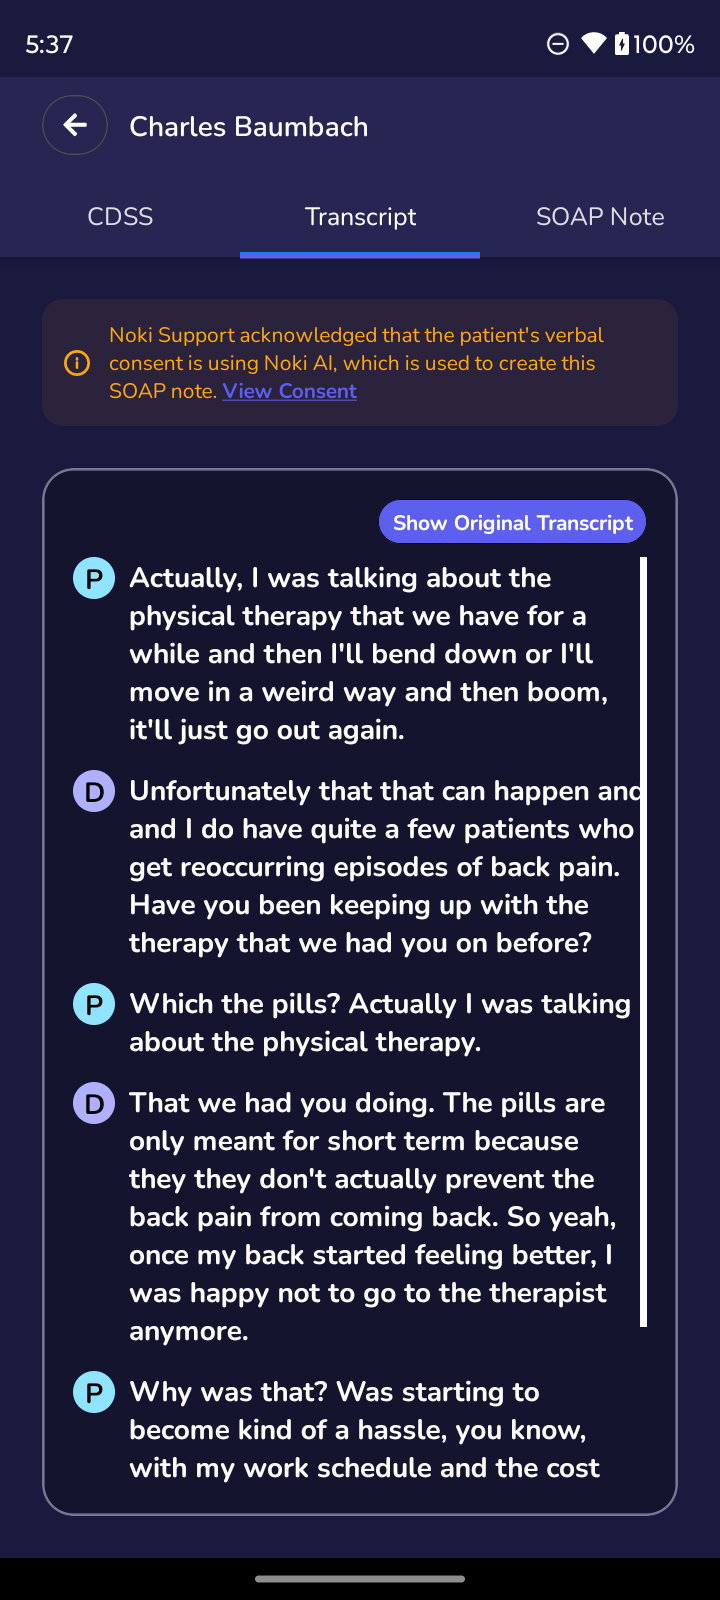 5:37
100%
Charles Baumbach
CDSS
Transcript
SOAP Note
Noki Support acknowledged that the patient's verbal
consent is using Noki AI, which is used to create this
SOAP note. View Consent
Show Original Transcript
P
Actually, I was talking about the
physical therapy that we have for a
while and then I'll bend down or I'll
move in a weird way and then boom,
it'll just go out again.
D
Unfortunately that that can happen and
and I do have quite a few patients who
get reoccurring episodes of back pain.
Have you been keeping up with the
therapy that we had you on before?
P
Which the pills? Actually I was talking
about the physical therapy.
D
That we had you doing. The pills are
only meant for short term because
they they don't actually prevent the
back pain from coming back. So yeah,
once my back started feeling better, I
was happy not to go to the therapist
anymore.
P
Why was that? Was starting to
become kind of a hassle, you know,
with my work schedule and the cost